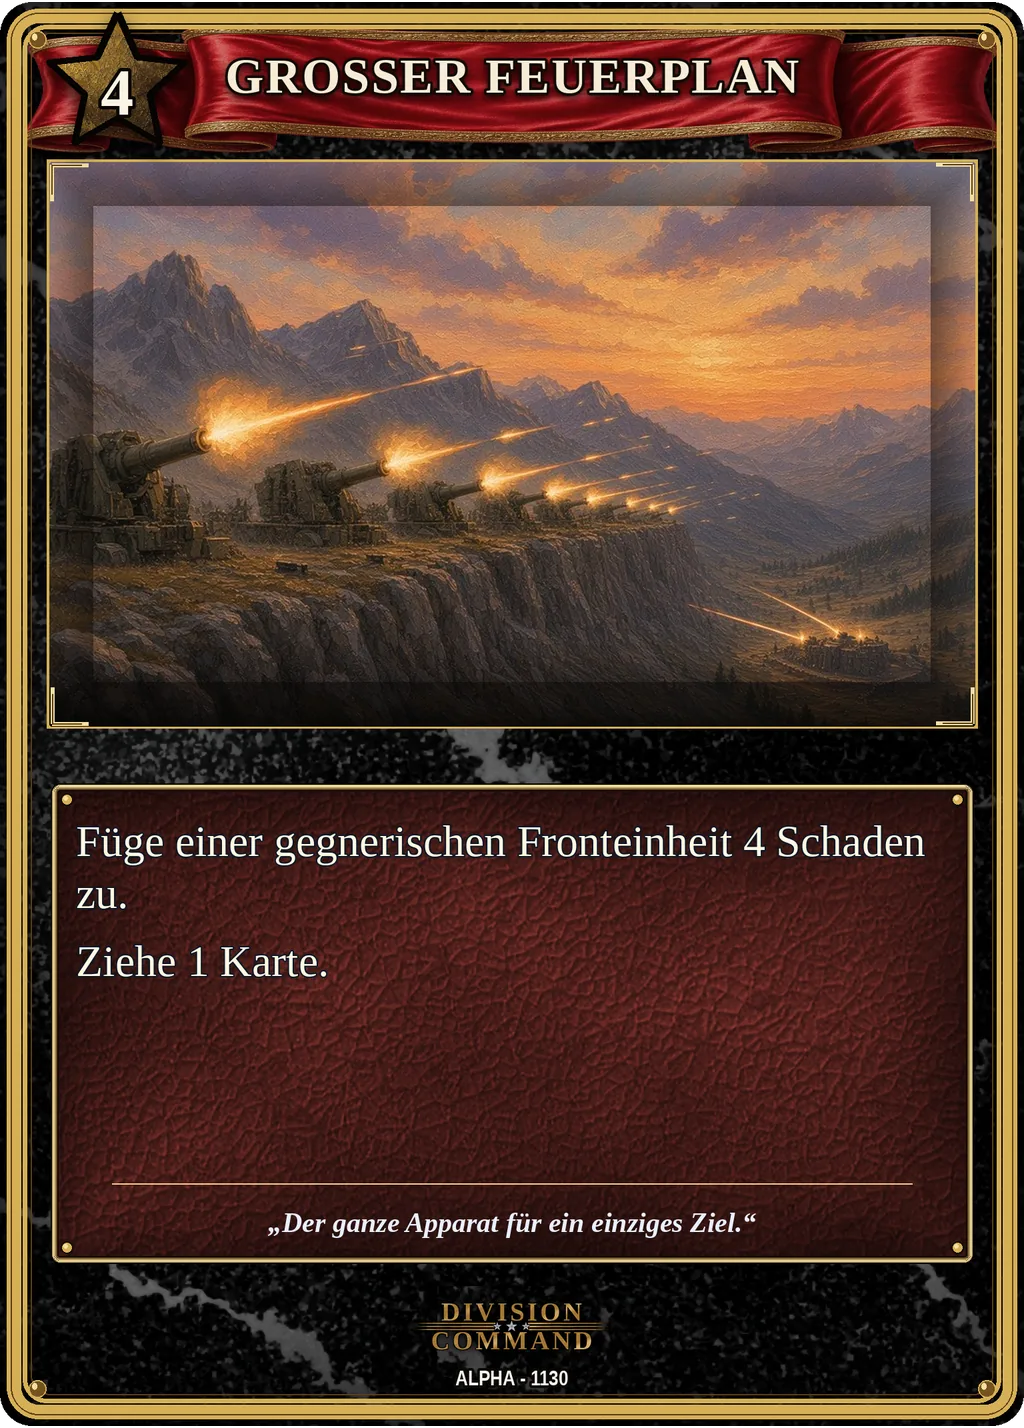 4
GROSSER FEUERPLAN
Füge einer gegnerischen Fronteinheit 4 Schaden
zu.
Ziehe 1 Karte.
„Der ganze Apparat für ein einziges Ziel.“
DIVISION
COMMAND
ALPHA - 1130